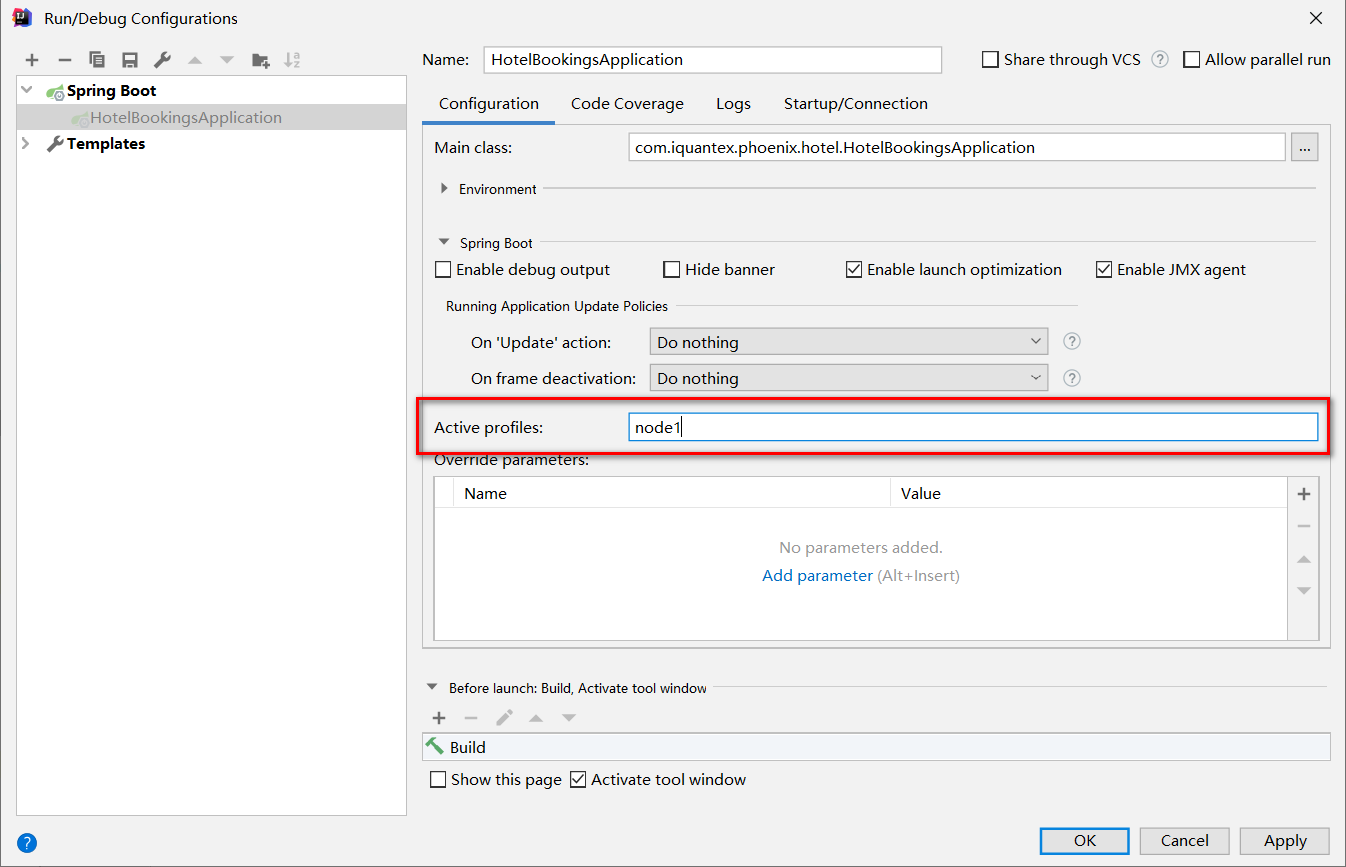 Run/Debug Configurations
Name: HotelBookingsApplication Share through VCS ? Allow parallel run
Spring Boot
HotelBookingsApplication
Templates
Configuration Code Coverage Logs Startup/Connection
Main class: com.iquantex.phoenix.hotel.HotelBookingsApplication ...
Environment
Spring Boot
Enable debug output Hide banner Enable launch optimization Enable JMX agent
Running Application Update Policies
On 'Update' action: Do nothing ?
On frame deactivation: Do nothing ?
Active profiles: node1
Override parameters:
Name Value
No parameters added.
Add parameter (Alt+Insert)
Before launch: Build, Activate tool window
Build
Show this page Activate tool window
? OK Cancel Apply